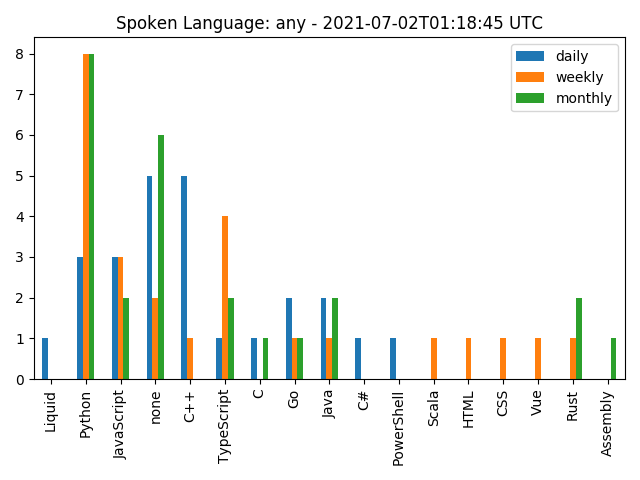 Spoken Language: any - 2021-07-02T01:18:45 UTC
daily
weekly
monthly
8
7
6
5
4
3
2
1
0
Liquid
Python
JavaScript
none
C++
TypeScript
C
Go
Java
C#
PowerShell
Scala
HTML
CSS
Vue
Rust
Assembly